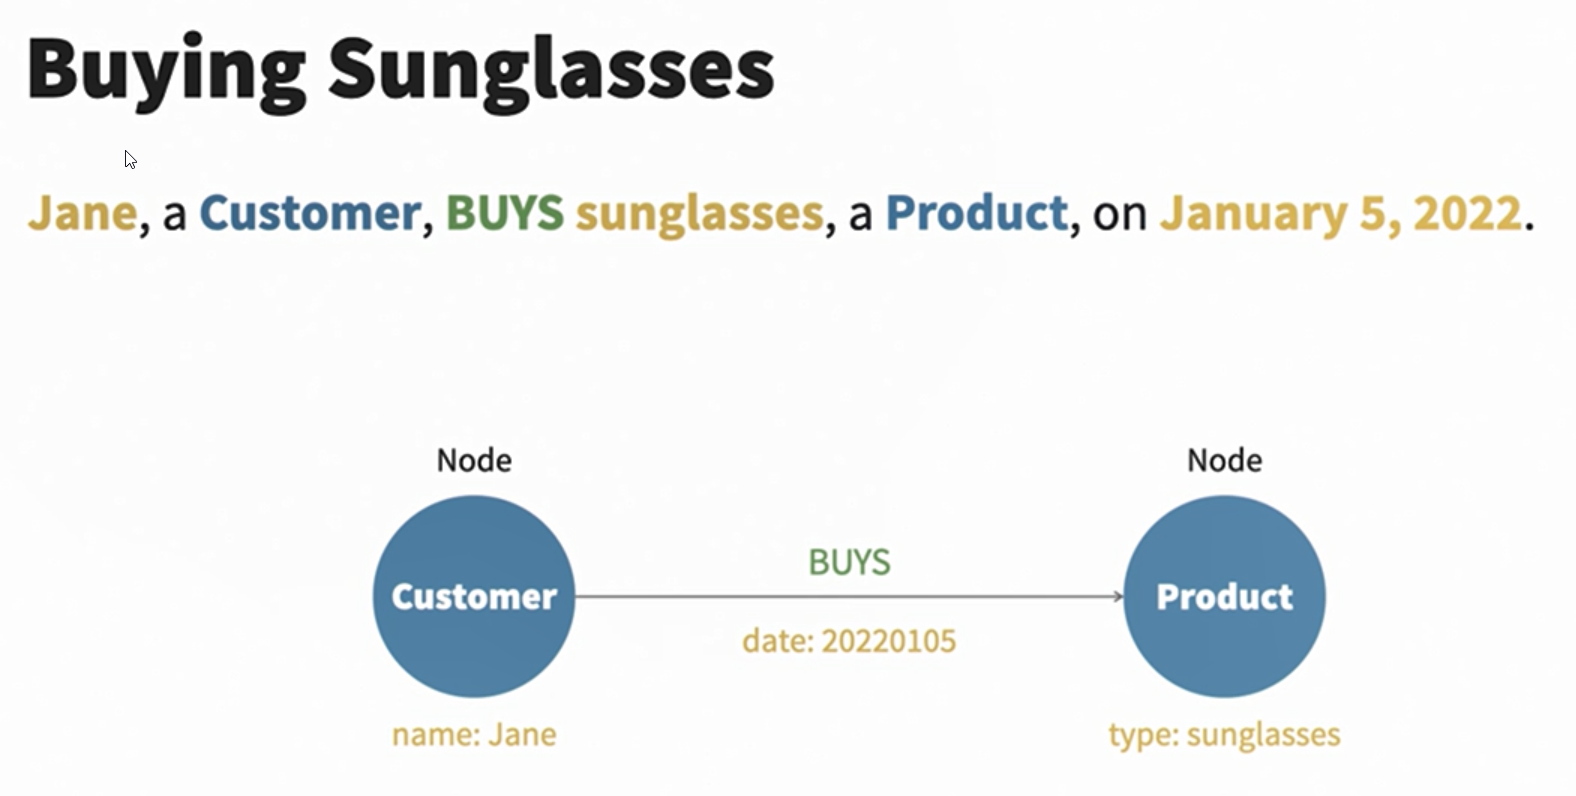 Buying Sunglasses
Jane, a Customer, BUYS sunglasses, a Product, on January 5, 2022.
Node
Node
BUYS
Customer
Product
date: 20220105
name: Jane
type: sunglasses